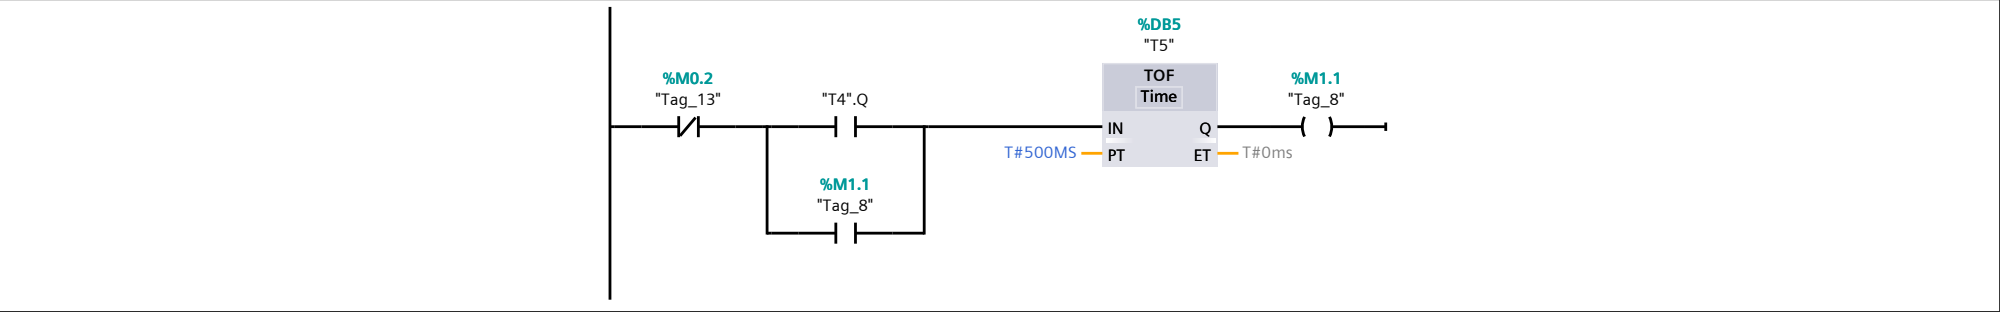 %DB5
"T5"
%M0.2
"Tag_13"
"T4".Q
TOF
Time
%M1.1
"Tag_8"
IN
Q
T#500MS
PT
ET
T#0ms
%M1.1
"Tag_8"